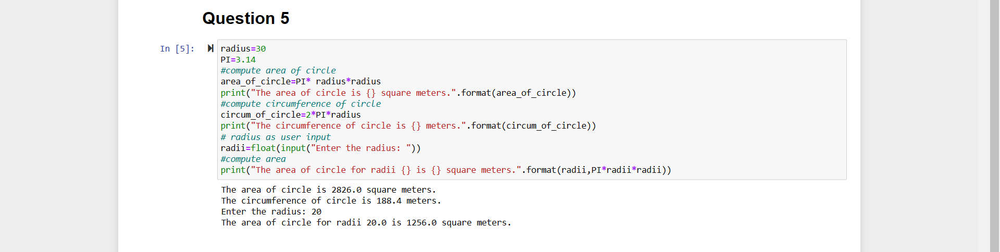 Question 5
In [5]:
radius=30
PI=3.14
#compute area of circle
area_of_circle=PI* radius*radius
print("The area of circle is {} square meters.".format(area_of_circle))
#compute circumference of circle
circum_of_circle=2*PI*radius
print("The circumference of circle is {} meters.".format(circum_of_circle))
# radius as user input
radii=float(input("Enter the radius: "))
#compute area
print("The area of circle for radii {} is {} square meters.".format(radii,PI*radii*radii))
The area of circle is 2826.0 square meters.
The circumference of circle is 188.4 meters.
Enter the radius: 20
The area of circle for radii 20.0 is 1256.0 square meters.